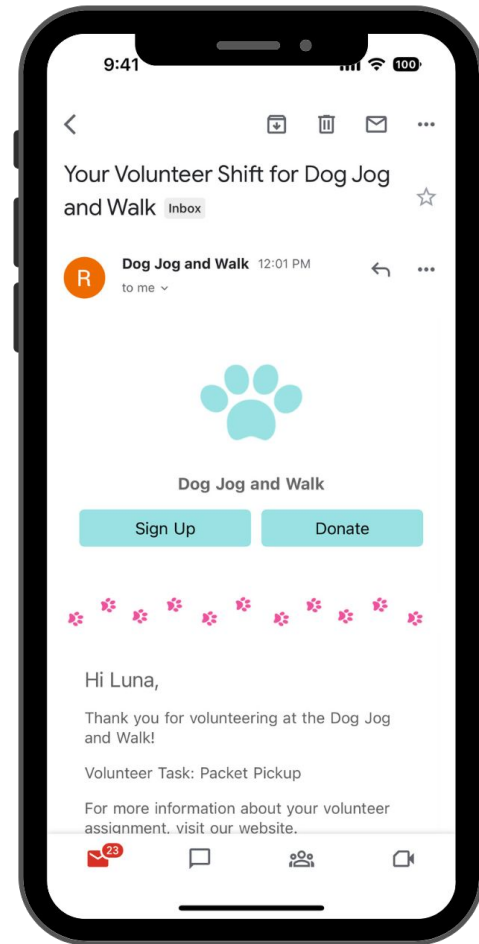 9:41
100
Your Volunteer Shift for Dog Jog
and Walk Inbox
R
Dog Jog and Walk 12:01 PM
to me
Dog Jog and Walk
Sign Up Donate
Hi Luna,
Thank you for volunteering at the Dog Jog
and Walk!
Volunteer Task: Packet Pickup
For more information about your volunteer
assignment, visit our website.
23